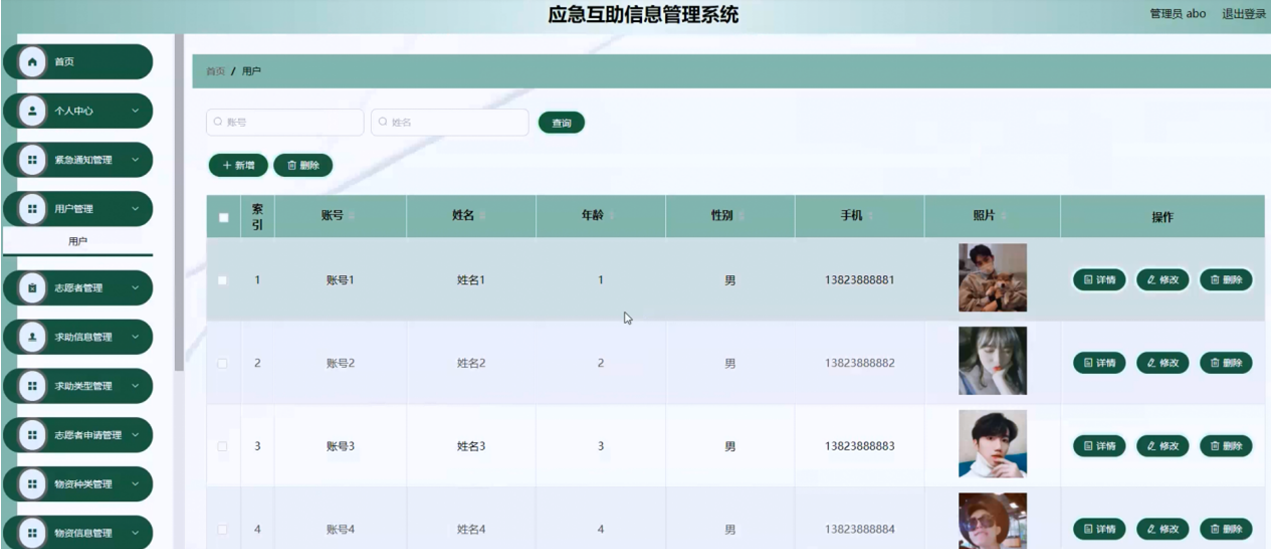 应急互助信息管理系统
管理员 abo 退出登录
首页
个人中心
紧急通知管理
用户管理
用户
志愿者管理
求助信息管理
求助类型管理
志愿者申请管理
物资种类管理
物资信息管理
首页 / 用户
账号 姓名 查询
新增 删除
索引 账号 姓名 年龄 性别 手机 照片 操作
1 账号1 姓名1 1 男 13823888881 详情 修改 删除
2 账号2 姓名2 2 男 13823888882 详情 修改 删除
3 账号3 姓名3 3 男 13823888883 详情 修改 删除
4 账号4 姓名4 4 男 13823888884 详情 修改 删除